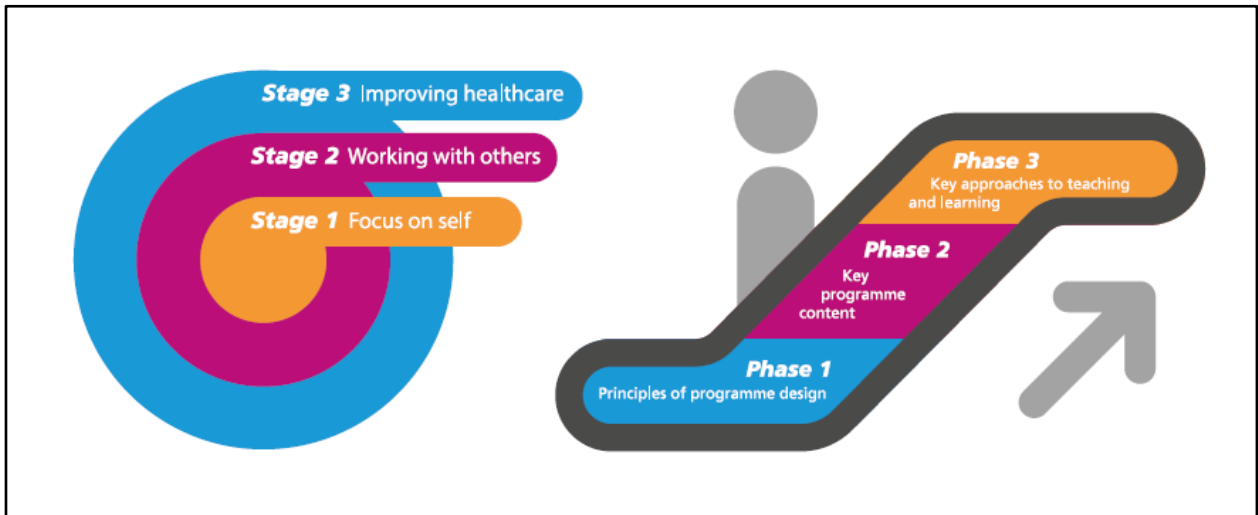 Stage 3 Improving healthcare
Stage 2 Working with others
Stage 1 Focus on self
Phase 3
Key approaches to teaching
and learning
Phase 2
Key
programme
content
Phase 1
Principles of programme design